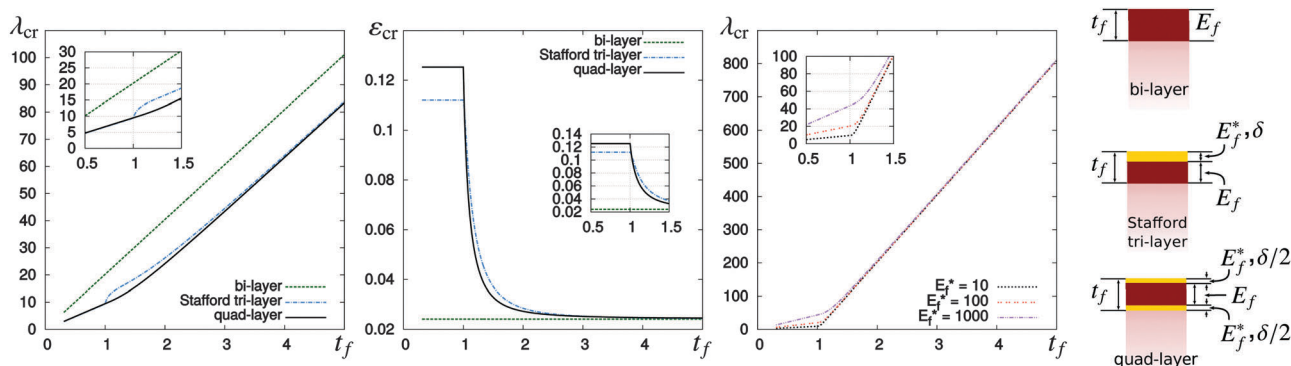 λcr
100
90
80
70
60
50
40
30
20
10
0
0 1 2 3 4 tf
30
25
20
15
10
5
0
0.5 1 1.5
bi-layer
Stafford tri-layer
quad-layer
εcr
0.12
0.1
0.08
0.06
0.04
0.02
0 1 2 3 4 tf
bi-layer
Stafford tri-layer
quad-layer
0.14
0.12
0.10
0.08
0.06
0.04
0.02
0.5 1 1.5
λcr
800
700
600
500
400
300
200
100
0
0 1 2 3 4 tf
100
80
60
40
20
0
0.5 1 1.5
Ef* = 10
Ef* = 100
Ef* = 1000
tf Ef
bi-layer
tf Ef*, δ
Ef
Stafford
tri-layer
tf Ef*, δ/2
Ef
Ef*, δ/2
quad-layer